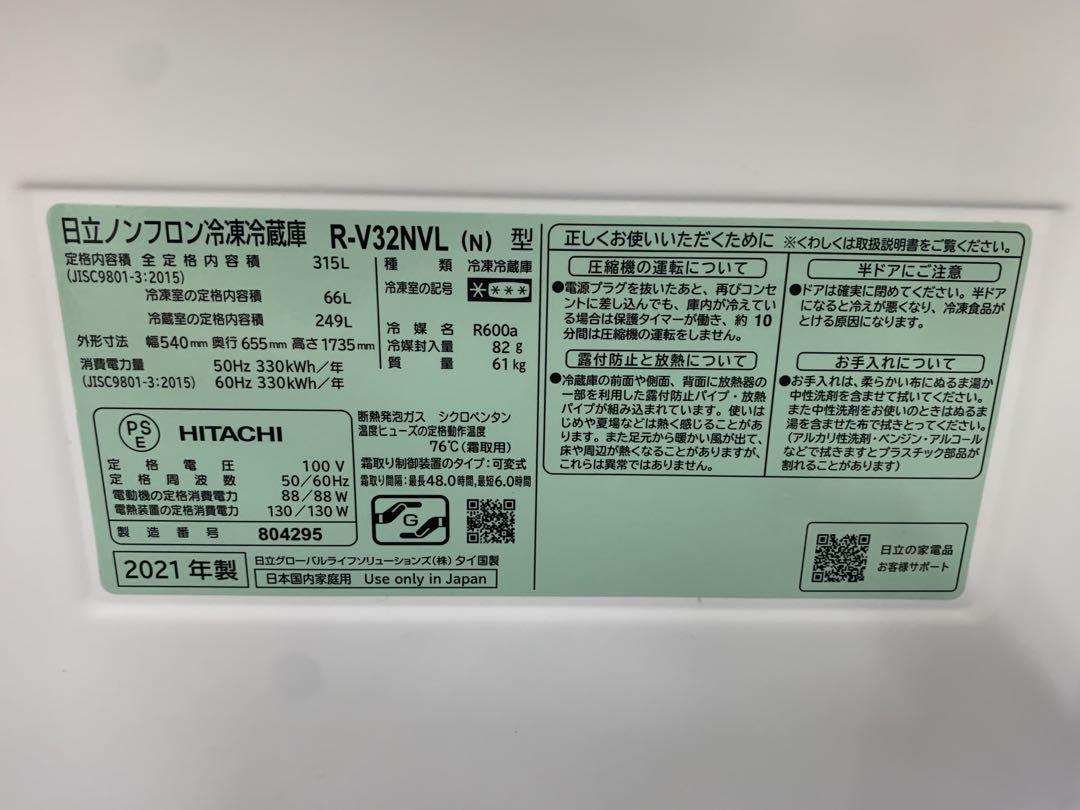 日立ノンフロン冷凍冷蔵庫 R-V32NVL (N) 型
定格内容積 全定格内容積 315L
(JISC9801-3:2015)
冷凍室の定格内容積 66L
冷蔵室の定格内容積 249L
外形寸法 幅540mm 奥行655mm 高さ1735mm
消費電力量 50Hz 330kWh/年
(JISC9801-3:2015) 60Hz 330kWh/年
種類 冷凍冷蔵庫
冷凍室の記号 ****
冷媒名 R600a
冷媒封入量 82g
質量 61kg
PS
E
HITACHI
定格電圧 100V
定格周波数 50/60Hz
電動機の定格消費電力 88/88W
電熱装置の定格消費電力 130/130W
製造番号 804295
断熱発泡ガス シクロペンタン
温度ヒューズの定格動作温度
76℃(霜取用)
霜取り制御装置のタイプ:可変式
霜取り間隔:最長48.0時間,最短6.0時間
G
2021年製
日立グローバルライフソリューションズ(株) タイ国製
日本国内家庭用 Use only in Japan
正しくお使いいただくために ※くわしくは取扱説明書をご覧ください。
圧縮機の運転について
●電源プラグを抜いたあと、再びコンセ
ントに差し込んでも、庫内が冷えてい
る場合は保護タイマーが働き、約10
分間は圧縮機の運転をしません。
露付防止と放熱について
●冷蔵庫の前面や側面、背面に放熱器の
一部を利用した露付防止パイプ・放熱
パイプが組み込まれています。使いは
じめや夏場などは熱く感じることがあ
ります。また足元から暖かい風が出て、
床や周辺が熱くなることがありますが、
これらは異常ではありません。
半ドアにご注意
●ドアは確実に閉めてください。半ドア
になると冷えが悪くなり、冷凍食品が
とける原因になります。
お手入れについて
●お手入れは、柔らかい布にぬるま湯か
中性洗剤を含ませて拭いてください。
また中性洗剤をお使いのときはぬるま
湯を含ませた布で拭きとってください。
(アルカリ性洗剤・ベンジン・アルコール
などで拭きますとプラスチック部品が
割れることがあります)
日立の家電品
お客様サポート